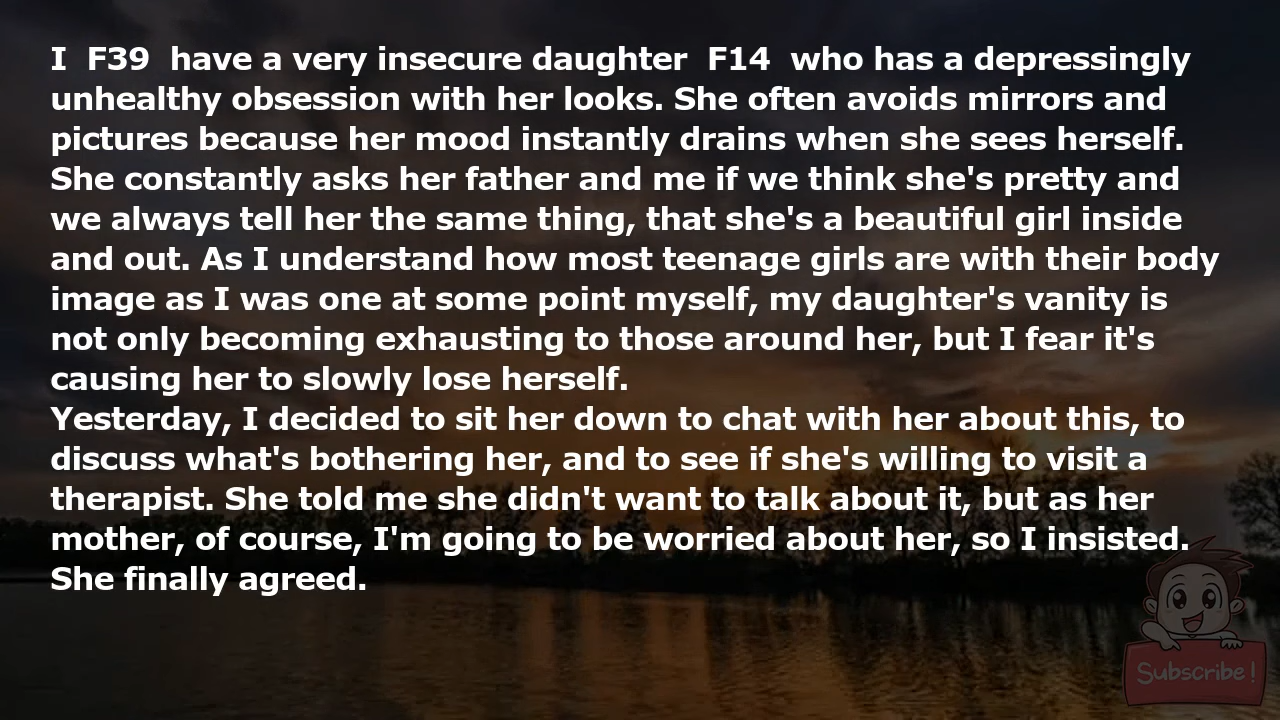 I F39 have a very insecure daughter F14 who has a depressingly
unhealthy obsession with her looks. She often avoids mirrors and
pictures because her mood instantly drains when she sees herself.
She constantly asks her father and me if we think she's pretty and
we always tell her the same thing, that she's a beautiful girl inside
and out. As I understand how most teenage girls are with their body
image as I was one at some point myself, my daughter's vanity is
not only becoming exhausting to those around her, but I fear it's
causing her to slowly lose herself.
Yesterday, I decided to sit her down to chat with her about this, to
discuss what's bothering her, and to see if she's willing to visit a
therapist. She told me she didn't want to talk about it, but as her
mother, of course, I'm going to be worried about her, so I insisted.
She finally agreed.
Subscribe!